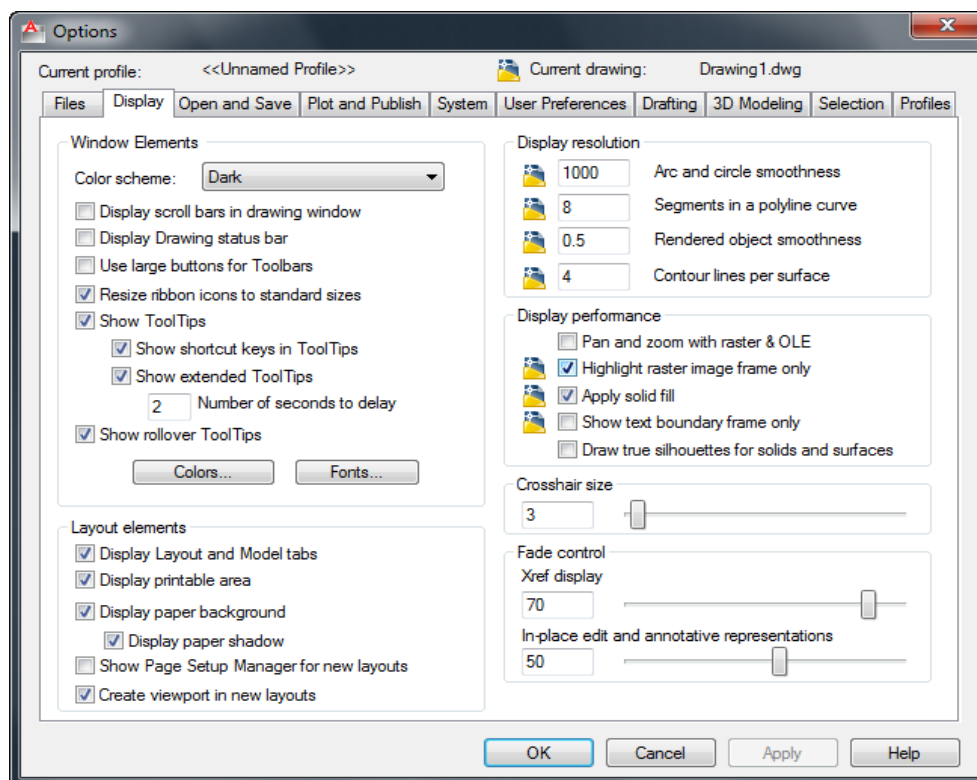 Options
Current profile: <<Unnamed Profile>> Current drawing: Drawing1.dwg
Files Display Open and Save Plot and Publish System User Preferences Drafting 3D Modeling Selection Profiles
Window Elements
Color scheme: Dark
Display scroll bars in drawing window
Display Drawing status bar
Use large buttons for Toolbars
Resize ribbon icons to standard sizes
Show ToolTips
Show shortcut keys in ToolTips
Show extended ToolTips
2 Number of seconds to delay
Show rollover ToolTips
Colors... Fonts...
Layout elements
Display Layout and Model tabs
Display printable area
Display paper background
Display paper shadow
Show Page Setup Manager for new layouts
Create viewport in new layouts
Display resolution
1000 Arc and circle smoothness
8 Segments in a polyline curve
0.5 Rendered object smoothness
4 Contour lines per surface
Display performance
Pan and zoom with raster & OLE
Highlight raster image frame only
Apply solid fill
Show text boundary frame only
Draw true silhouettes for solids and surfaces
Crosshair size
3
Fade control
Xref display
70
In-place edit and annotative representations
50
OK Cancel Apply Help